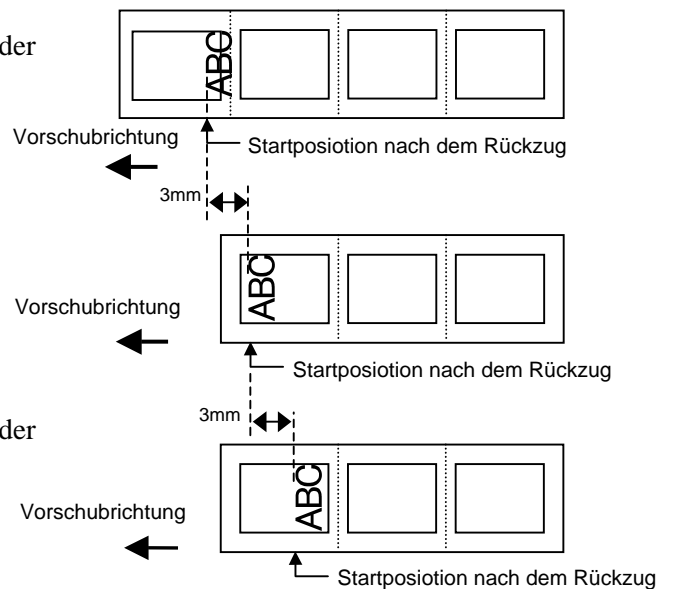 der
ABC
Vorschubrichtung
Startposiotion nach dem Rückzug
3mm
ABC
Vorschubrichtung
Startposiotion nach dem Rückzug
3mm
der
ABC
Vorschubrichtung
Startposiotion nach dem Rückzug